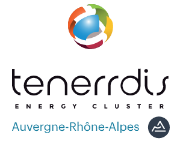 tenerrdis
ENERGY CLUSTER
Auvergne-Rhône-Alpes